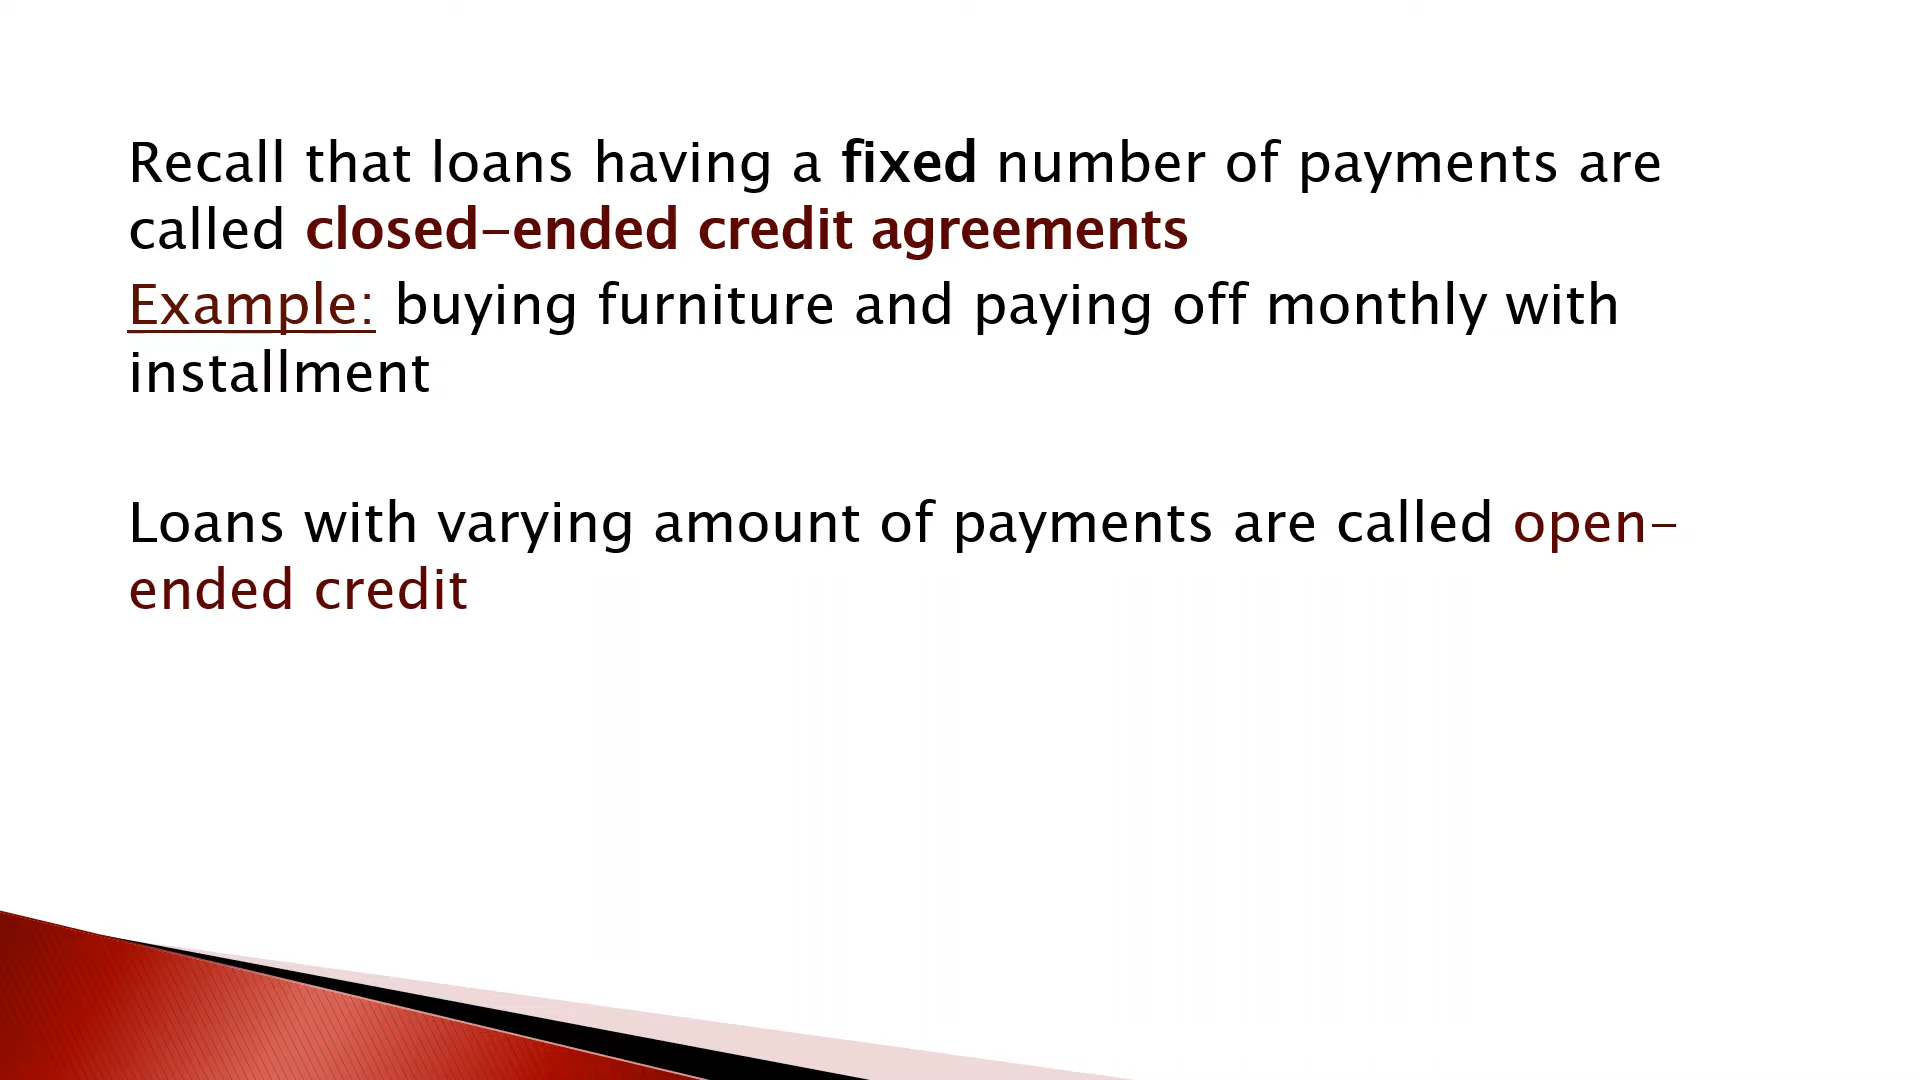 Recall that loans having a fixed number of payments are
called closed-ended credit agreements
Example: buying furniture and paying off monthly with
installment
Loans with varying amount of payments are called open-
ended credit